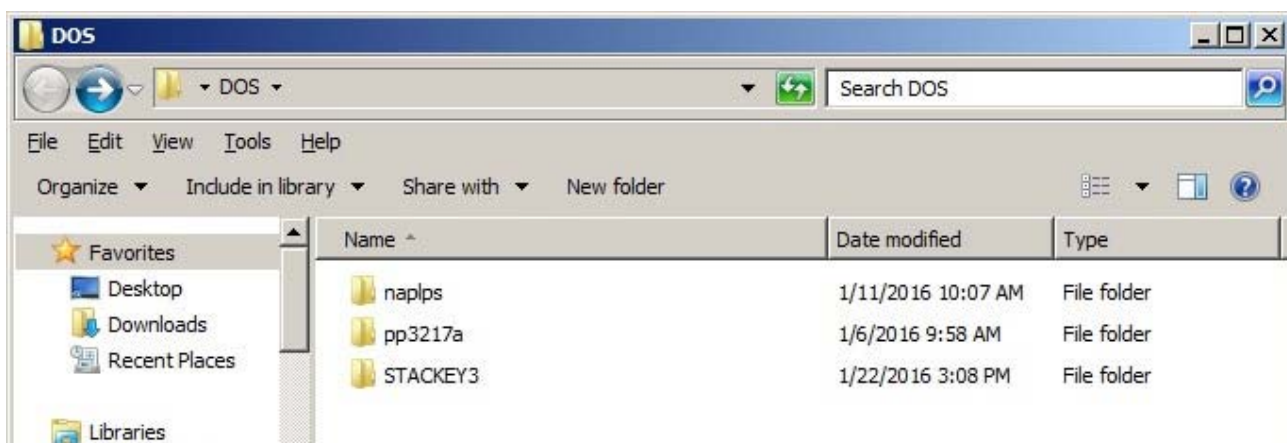 DOS
DOS
Search DOS
File Edit View Tools Help
Organize Include in library Share with New folder
Favorites
Desktop
Downloads
Recent Places
Libraries
Name Date modified Type
naplps 1/11/2016 10:07 AM File folder
pp3217a 1/6/2016 9:58 AM File folder
STACKEY3 1/22/2016 3:08 PM File folder